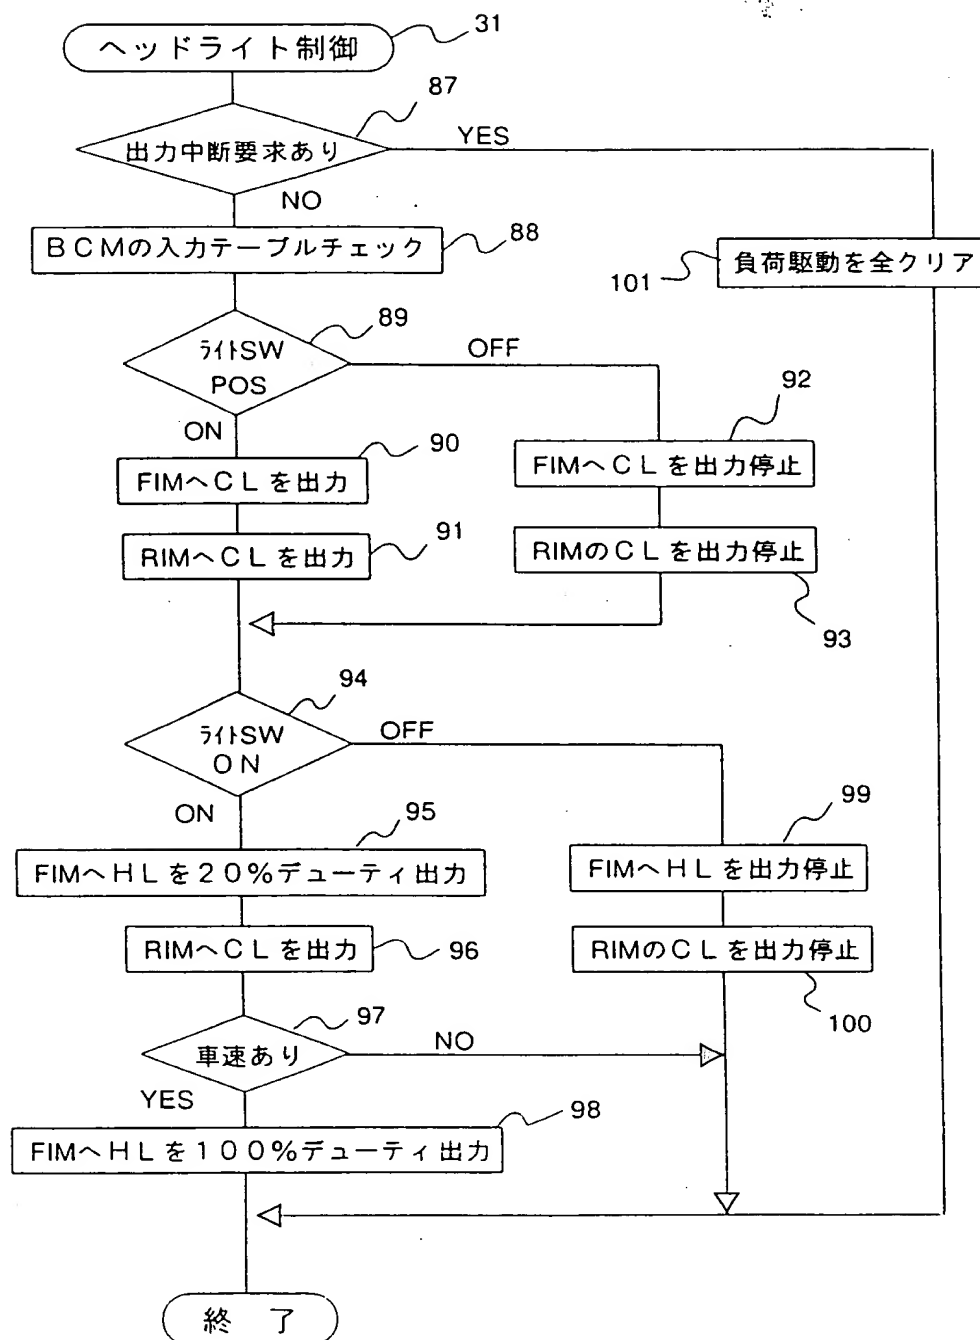 ヘッドライト制御
31
87
出力中断要求あり
YES
NO
BCMの入力テーブルチェック
88
101
負荷駆動を全クリア
89
ﾗｲﾄSW
POS
OFF
ON
92
90
FIMへCLを出力
FIMへCLを出力停止
91
RIMへCLを出力
RIMのCLを出力停止
93
94
ﾗｲﾄSW
ON
OFF
ON
95
99
FIMへHLを20%デューティ出力
FIMへHLを出力停止
RIMへCLを出力
96
RIMのCLを出力停止
100
97
車速あり
NO
YES
98
FIMへHLを100%デューティ出力
終 了